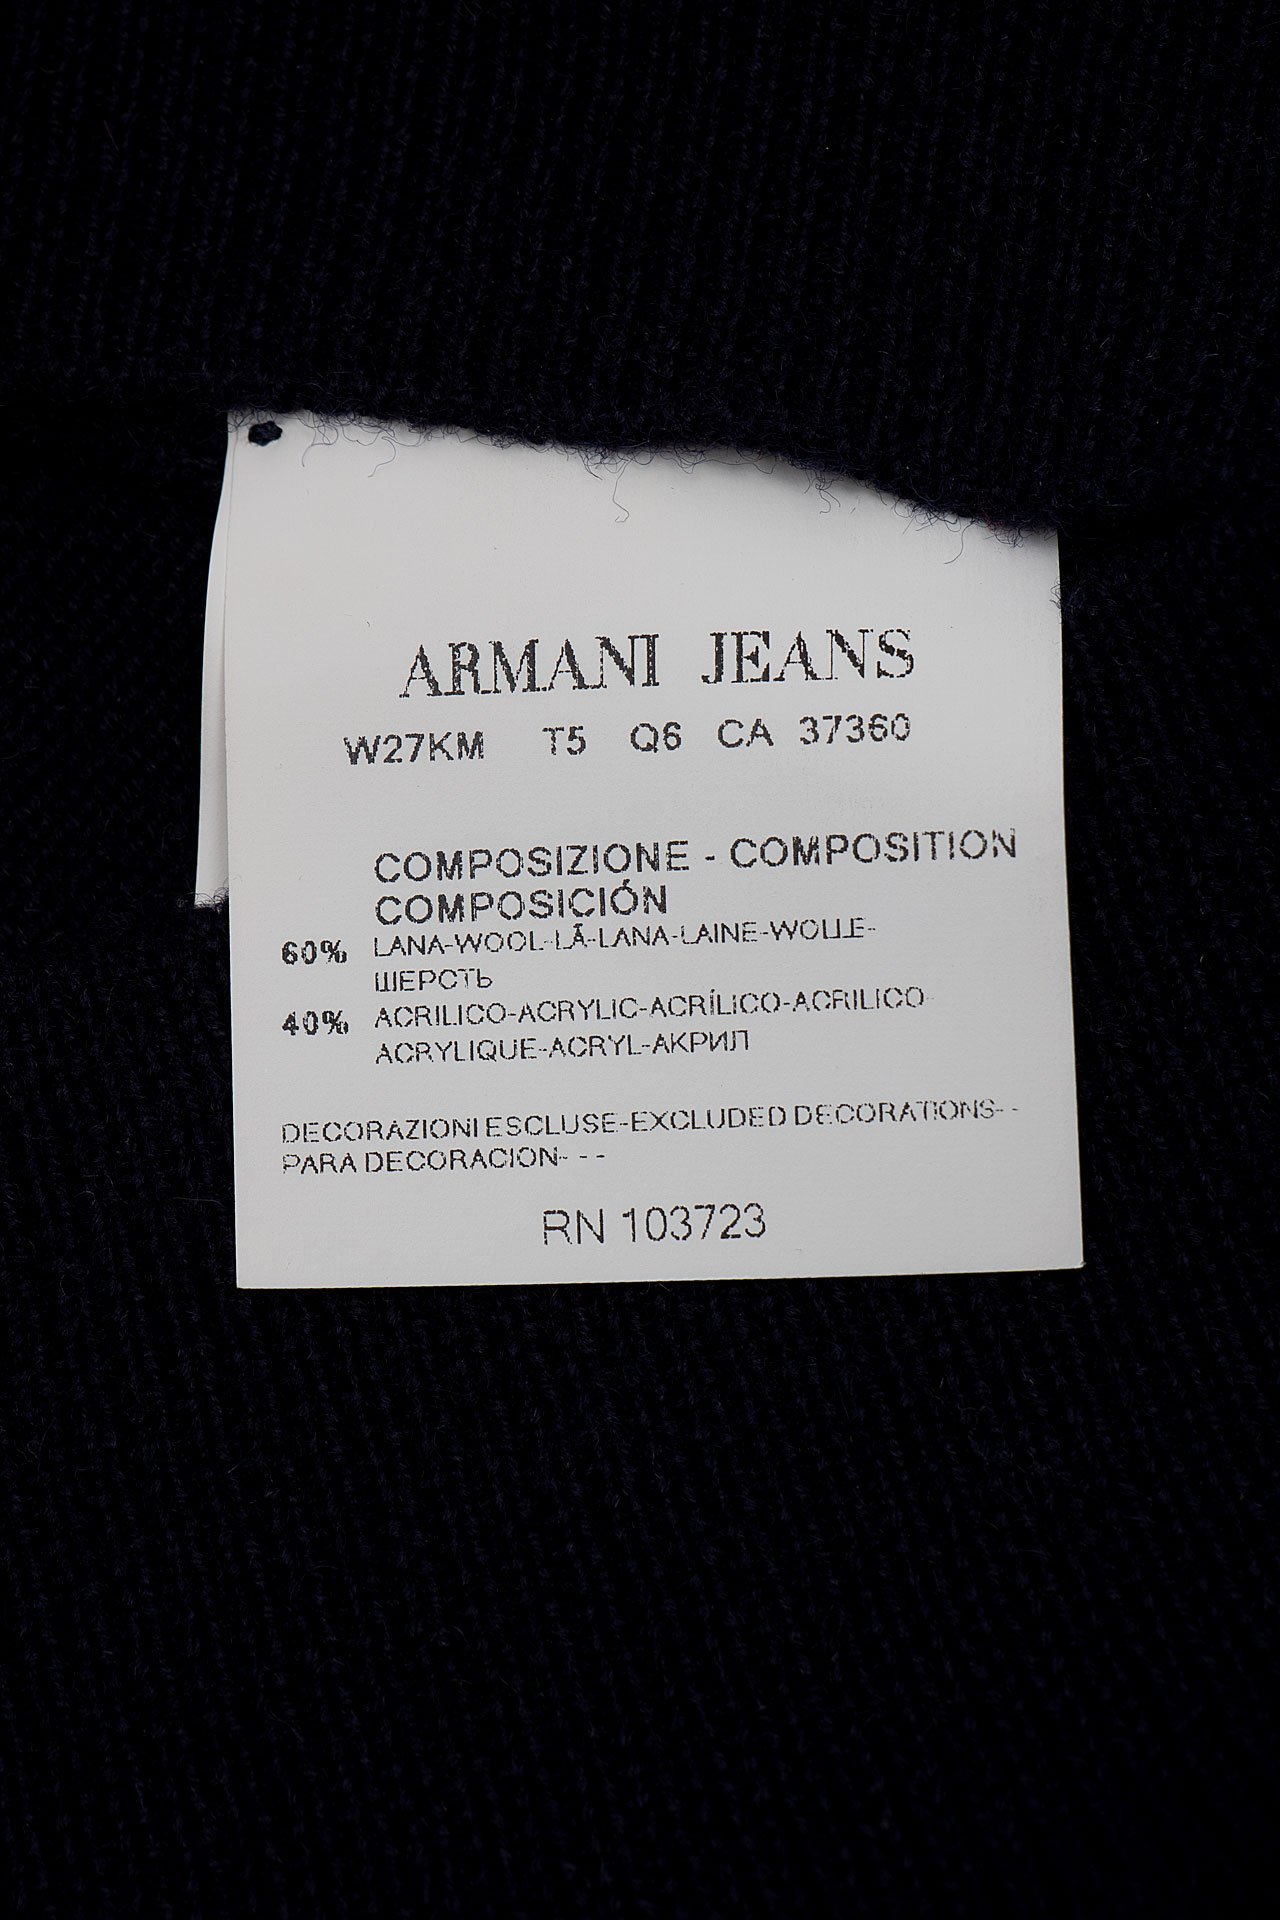 ARMANI JEANS
W27KM T5 Q6 CA 37360
COMPOSIZIONE - COMPOSITION
COMPOSICIÓN
60% LANA-WOOL-LÃ-LANA-LAINE-WOLLE-
ШЕРСТЬ
40% ACRILICO-ACRYLIC-ACRÍLICO-ACRILICO-
ACRYLIQUE-ACRYL-АКРИЛ
DECORAZIONI ESCLUSE-EXCLUDED DECORATIONS- -
PARA DECORACION- - -
RN 103723